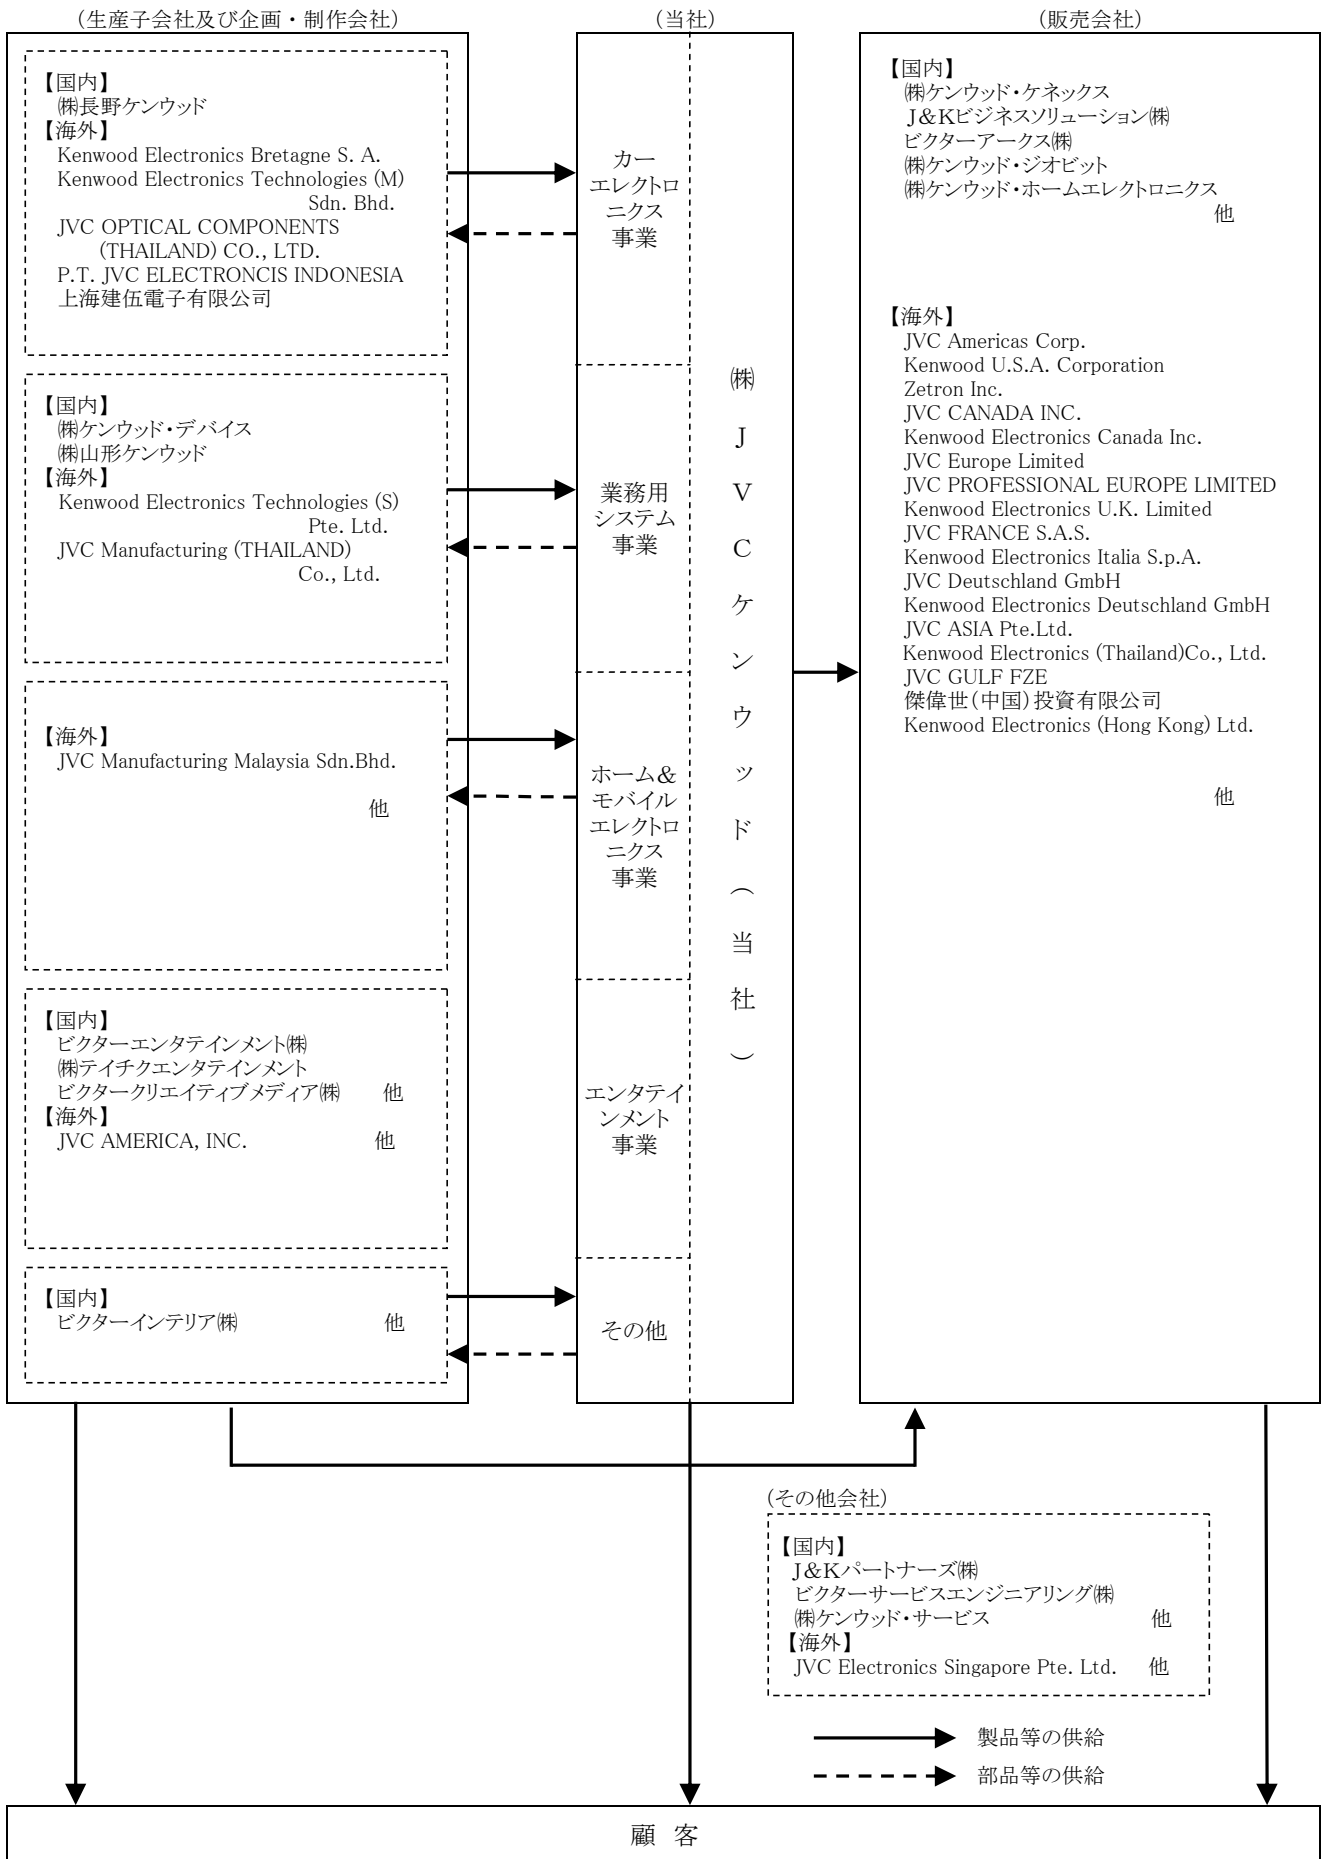 (生産子会社及び企画・制作会社)
【国内】
㈱長野ケンウッド
【海外】
Kenwood Electronics Bretagne S. A.
Kenwood Electronics Technologies (M)
Sdn. Bhd.
JVC OPTICAL COMPONENTS
(THAILAND) CO., LTD.
P.T. JVC ELECTRONCIS INDONESIA
上海建伍電子有限公司
【国内】
㈱ケンウッド・デバイス
㈱山形ケンウッド
【海外】
Kenwood Electronics Technologies (S)
Pte. Ltd.
JVC Manufacturing (THAILAND)
Co., Ltd.
【海外】
JVC Manufacturing Malaysia Sdn.Bhd.
他
【国内】
ビクターエンタテインメント㈱
㈱テイチクエンタテインメント
ビクタークリエイティブメディア㈱ 他
【海外】
JVC AMERICA, INC. 他
【国内】
ビクターインテリア㈱ 他
(当社)
カー
エレクトロ
ニクス
事業
業務用
システム
事業
ホーム＆
モバイル
エレクトロ
ニクス
事業
エンタテイ
ンメント
事業
その他
㈱JVCケンウッド(当社)
(販売会社)
【国内】
㈱ケンウッド・ケネックス
J＆Kビジネスソリューション㈱
ビクターアークス㈱
㈱ケンウッド・ジオビット
㈱ケンウッド・ホームエレクトロニクス
他
【海外】
JVC Americas Corp.
Kenwood U.S.A. Corporation
Zetron Inc.
JVC CANADA INC.
Kenwood Electronics Canada Inc.
JVC Europe Limited
JVC PROFESSIONAL EUROPE LIMITED
Kenwood Electronics U.K. Limited
JVC FRANCE S.A.S.
Kenwood Electronics Italia S.p.A.
JVC Deutschland GmbH
Kenwood Electronics Deutschland GmbH
JVC ASIA Pte.Ltd.
Kenwood Electronics (Thailand)Co., Ltd.
JVC GULF FZE
傑偉世(中国)投資有限公司
Kenwood Electronics (Hong Kong) Ltd.
他
(その他会社)
【国内】
J＆Kパートナーズ㈱
ビクターサービスエンジニアリング㈱
㈱ケンウッド・サービス 他
【海外】
JVC Electronics Singapore Pte. Ltd. 他
製品等の供給
部品等の供給
顧 客